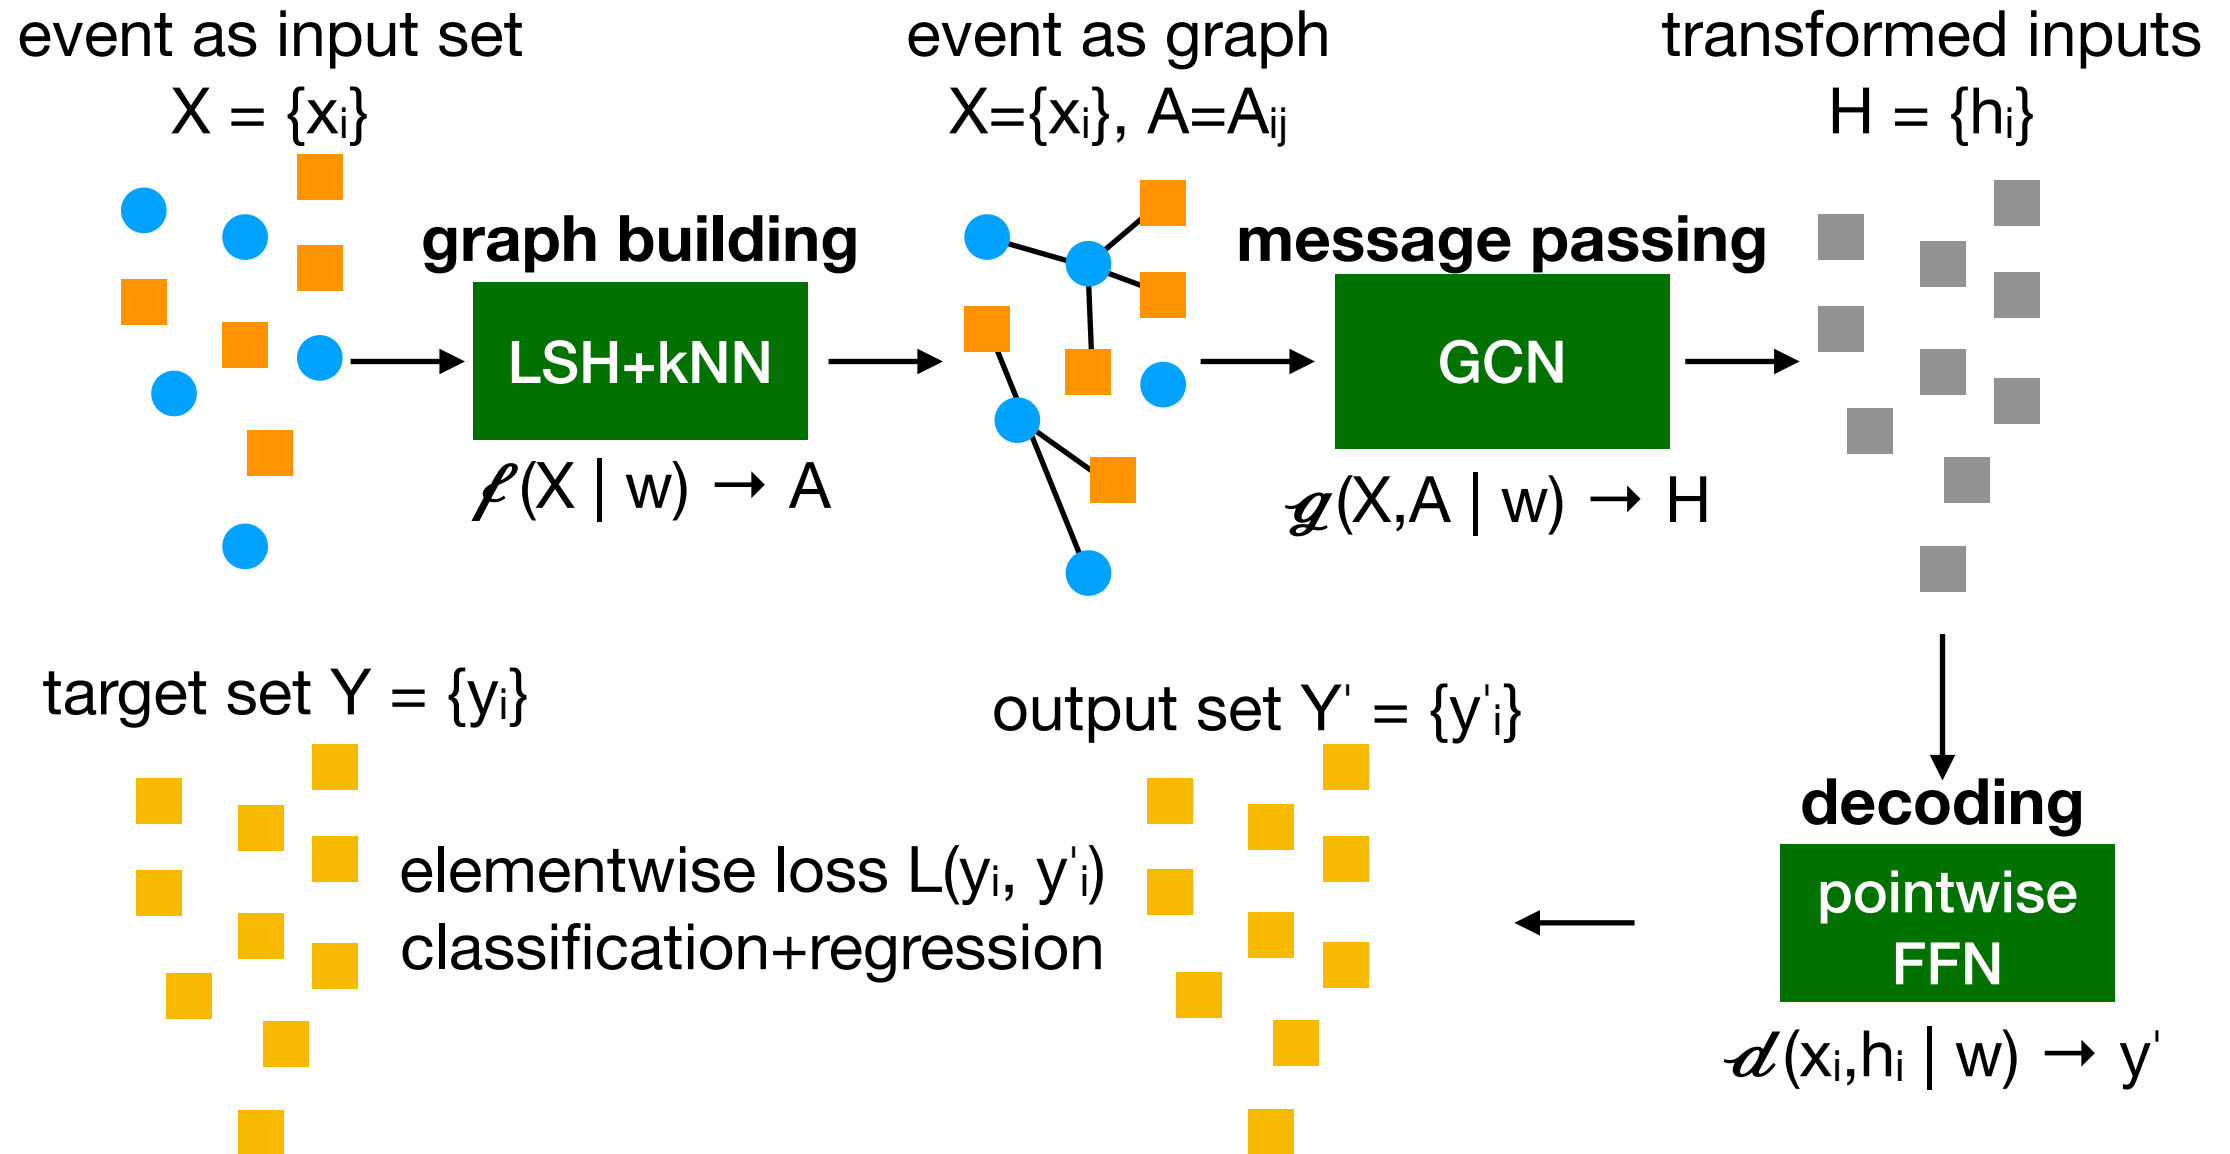 event as input set
X = {xᵢ}
event as graph
X={xᵢ}, A=Aᵢⱼ
transformed inputs
H = {hᵢ}
graph building
LSH+kNN
𝒻(X | w) → A
message passing
GCN
ℊ(X,A | w) → H
target set Y = {yᵢ}
output set Y' = {y'ᵢ}
elementwise loss L(yᵢ, y'ᵢ)
classification+regression
decoding
pointwise
FFN
𝒹(xᵢ,hᵢ | w) → y'